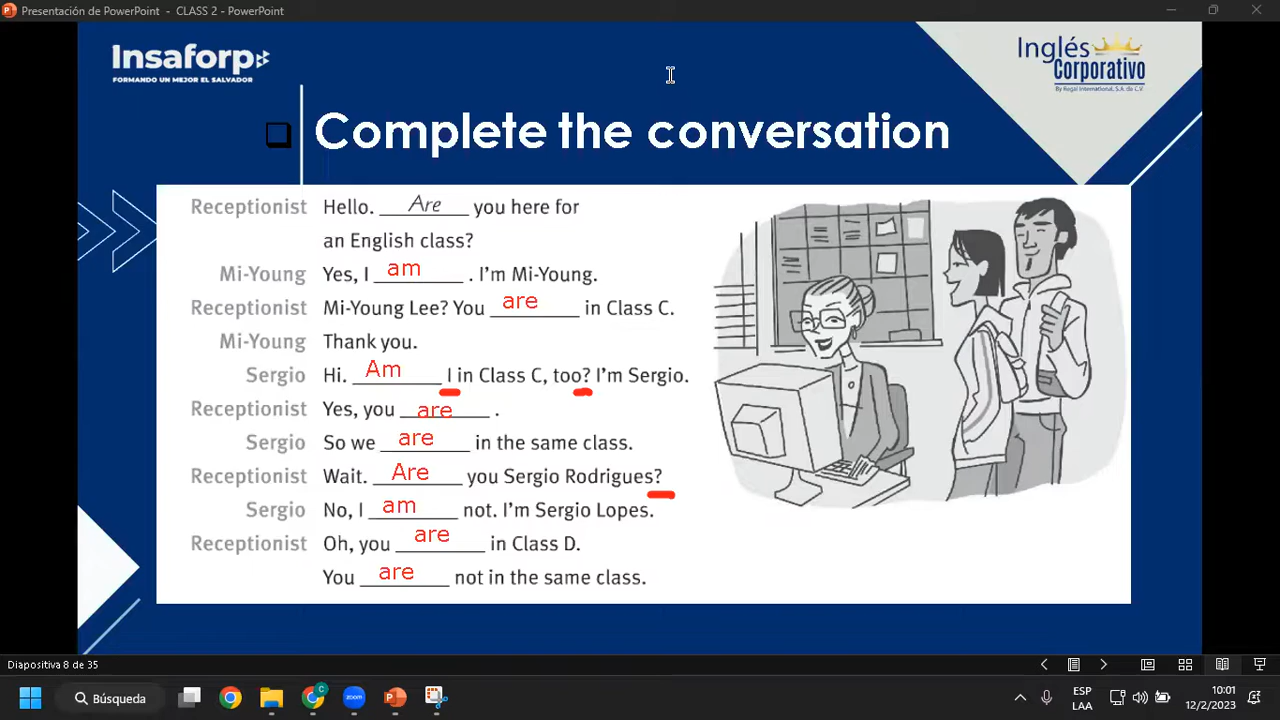 Presentación de PowerPoint - CLASS 2 - PowerPoint
Insaforp
FORMANDO UN MEJOR EL SALVADOR
Inglés
Corporativo
By Regal International, S.A. de C.V.
Complete the conversation
Receptionist Hello. Are you here for
an English class?
Mi-Young Yes, I am . I'm Mi-Young.
Receptionist Mi-Young Lee? You are in Class C.
Mi-Young Thank you.
Sergio Hi. Am I in Class C, too? I'm Sergio.
Receptionist Yes, you are .
Sergio So we are in the same class.
Receptionist Wait. Are you Sergio Rodrigues?
Sergio No, I am not. I'm Sergio Lopes.
Receptionist Oh, you are in Class D.
You are not in the same class.
Diapositiva 8 de 35
Búsqueda
zoom
ESP
LAA
10:01
12/2/2023